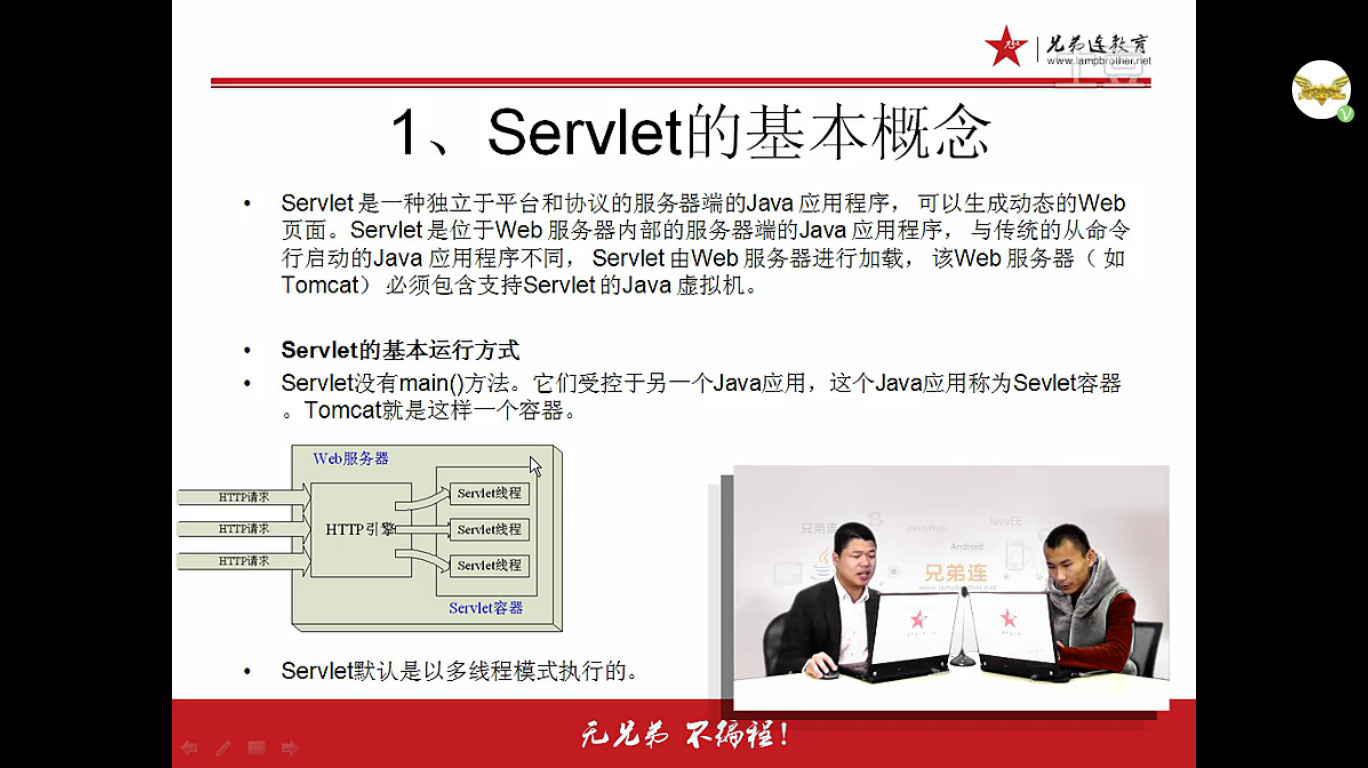 兄弟连教育
www.lampbrother.net
土豆
1、Servlet的基本概念
• Servlet 是一种独立于平台和协议的服务器端的Java 应用程序， 可以生成动态的Web
页面。Servlet 是位于Web 服务器内部的服务器端的Java 应用程序， 与传统的从命令
行启动的Java 应用程序不同， Servlet 由Web 服务器进行加载， 该Web 服务器（ 如
Tomcat） 必须包含支持Servlet 的Java 虚拟机。
• Servlet的基本运行方式
• Servlet没有main()方法。它们受控于另一个Java应用，这个Java应用称为Sevlet容器
。Tomcat就是这样一个容器。
Web服务器
HTTP请求
HTTP请求
HTTP请求
HTTP引擎
Servlet线程
Servlet线程
Servlet线程
Servlet容器
兄弟连
JavaWeb
JavaEE
Android
兄弟连
www.lampbrother.net
• Servlet默认是以多线程模式执行的。
无兄弟 不编程！
V